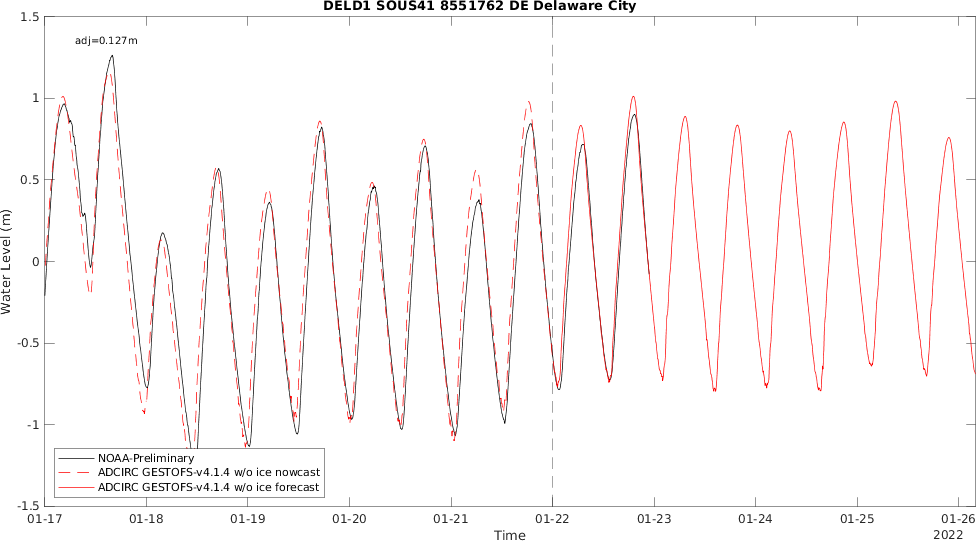 DELD1 SOUS41 8551762 DE Delaware City
1.5
adj=0.127m
1
0.5
0
-0.5
-1
-1.5
Water Level (m)
NOAA-Preliminary
ADCIRC GESTOFS-v4.1.4 w/o ice nowcast
ADCIRC GESTOFS-v4.1.4 w/o ice forecast
01-17 01-18 01-19 01-20 01-21 01-22 01-23 01-24 01-25 01-26
Time
2022